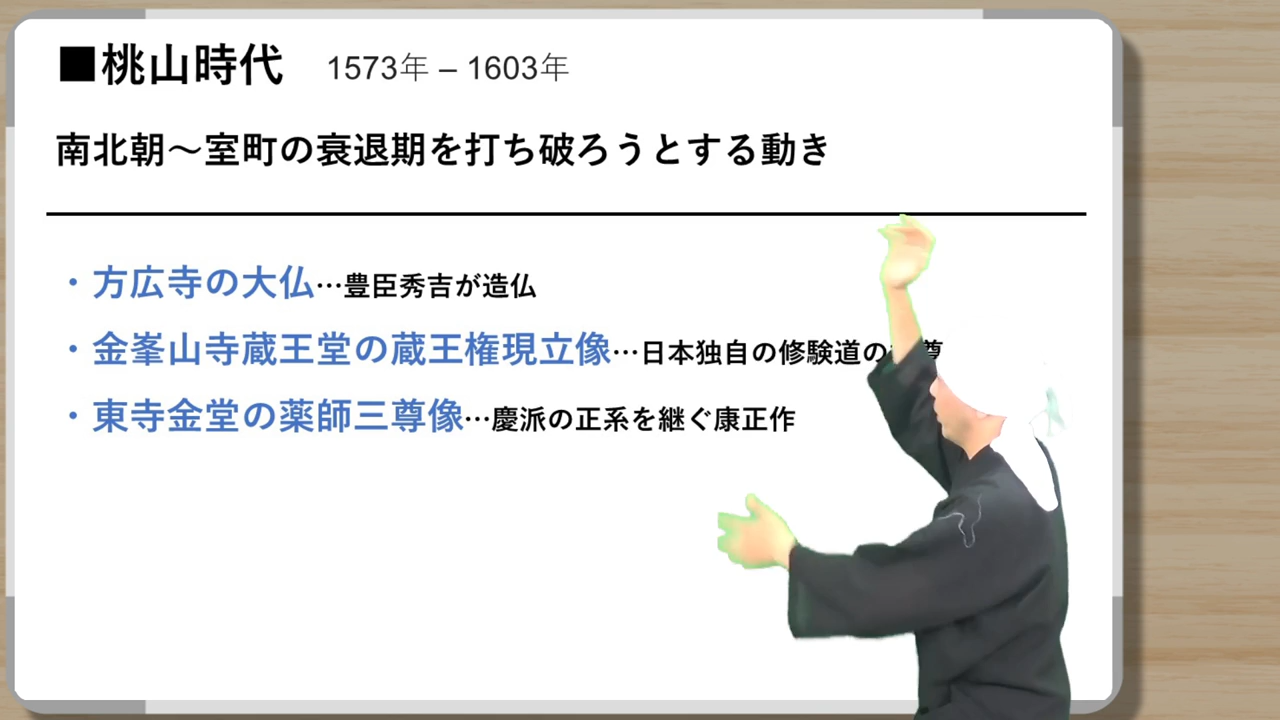 ■桃山時代 1573年 – 1603年
南北朝~室町の衰退期を打ち破ろうとする動き
・方広寺の大仏…豊臣秀吉が造仏
・金峯山寺蔵王堂の蔵王権現立像…日本独自の修験道の 尊
・東寺金堂の薬師三尊像…慶派の正系を継ぐ康正作